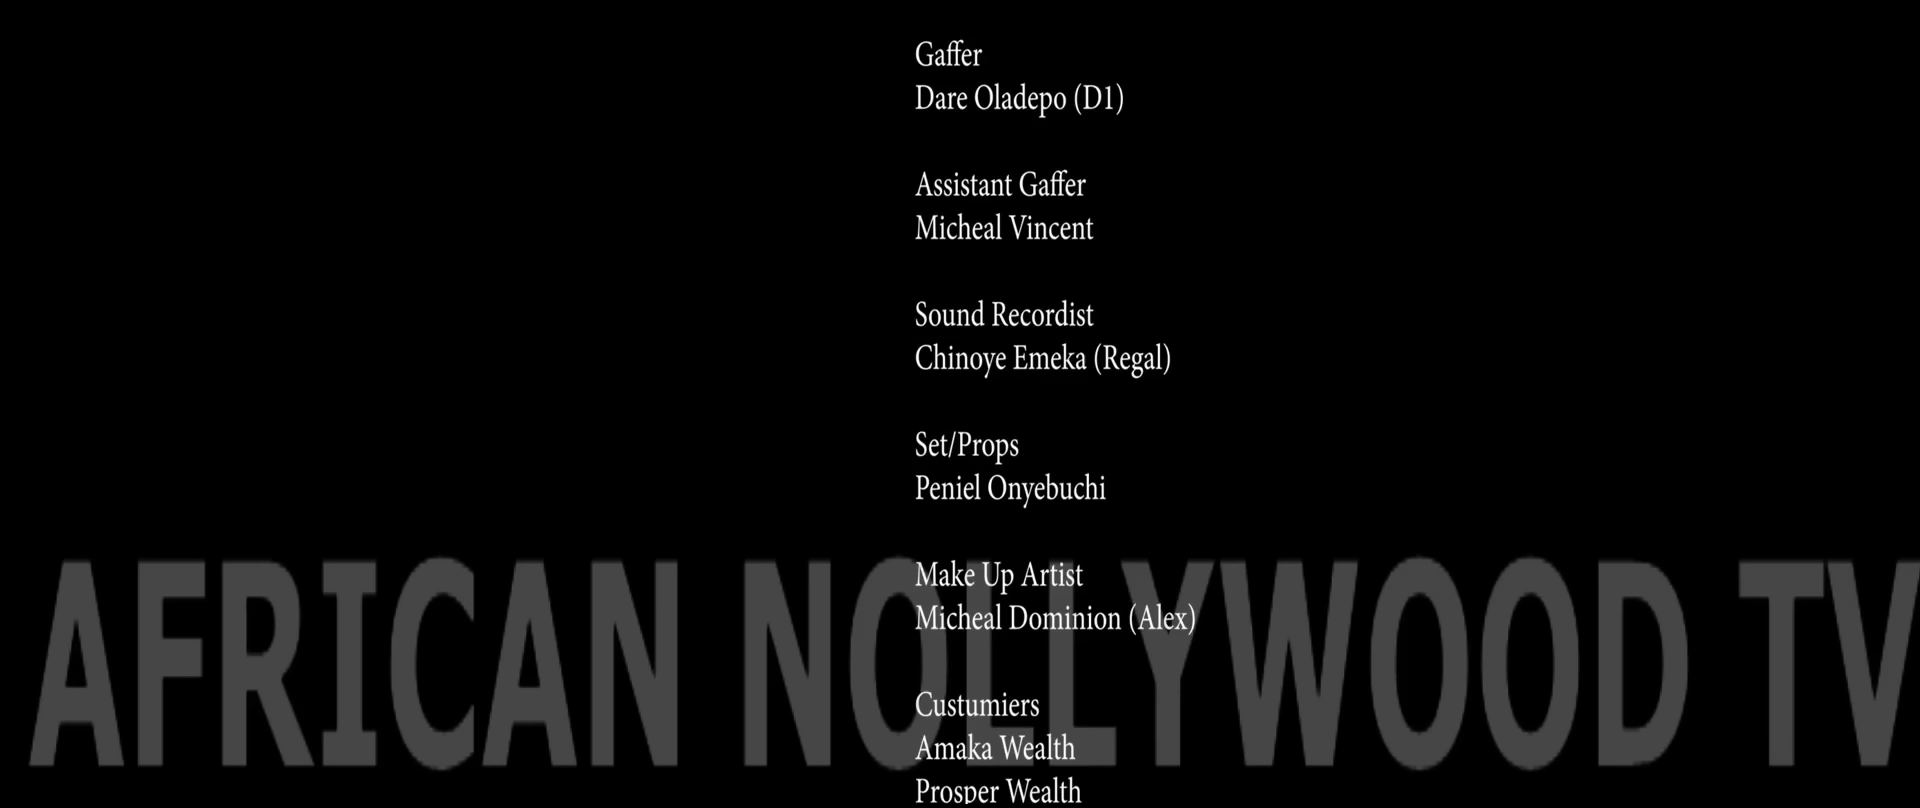 Gaffer
Dare Oladepo (D1)
Assistant Gaffer
Micheal Vincent
Sound Recordist
Chinoye Emeka (Regal)
Set/Props
Peniel Onyebuchi
Make Up Artist
Micheal Dominion (Alex)
Custumiers
Amaka Wealth
Prosper Wealth
AFRICAN NOLLYWOOD TV